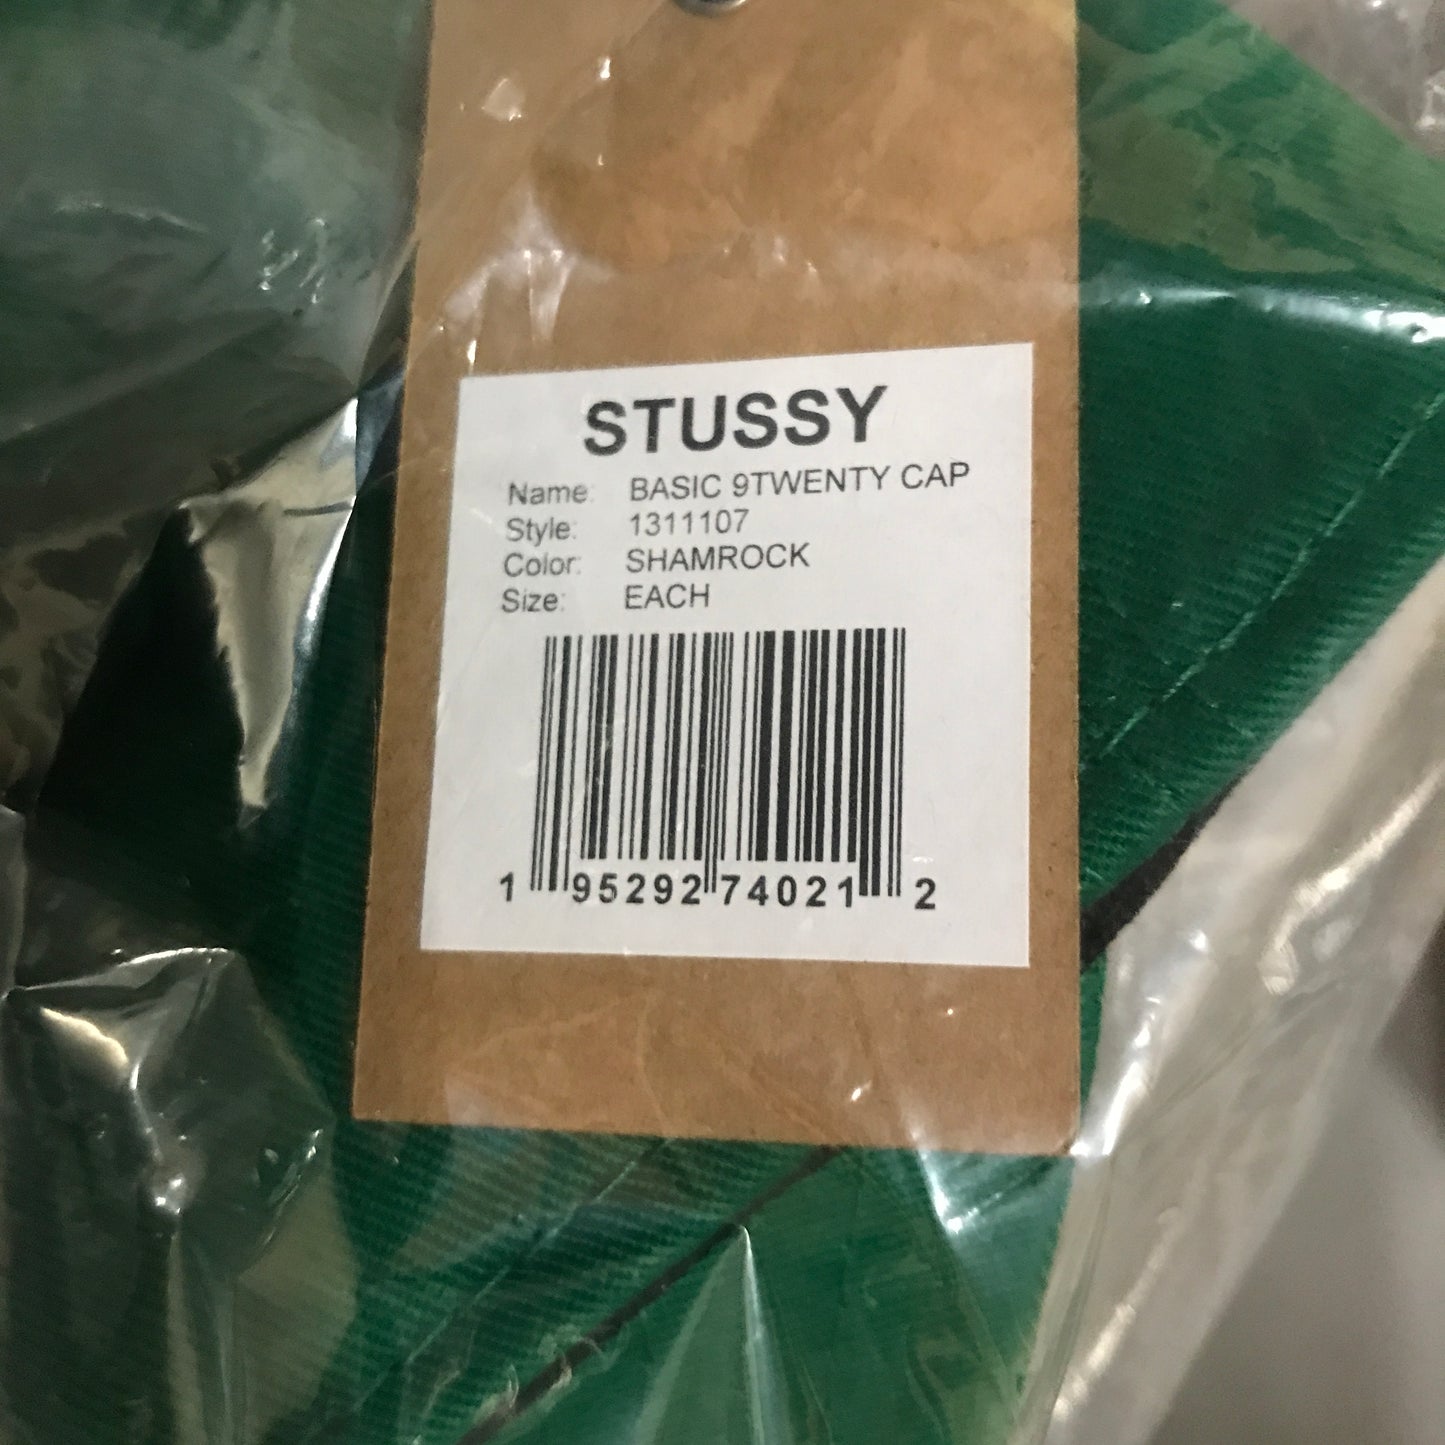 STUSSY
Name: BASIC 9TWENTY CAP
Style: 1311107
Color: SHAMROCK
Size: EACH
1 95292 74021 2